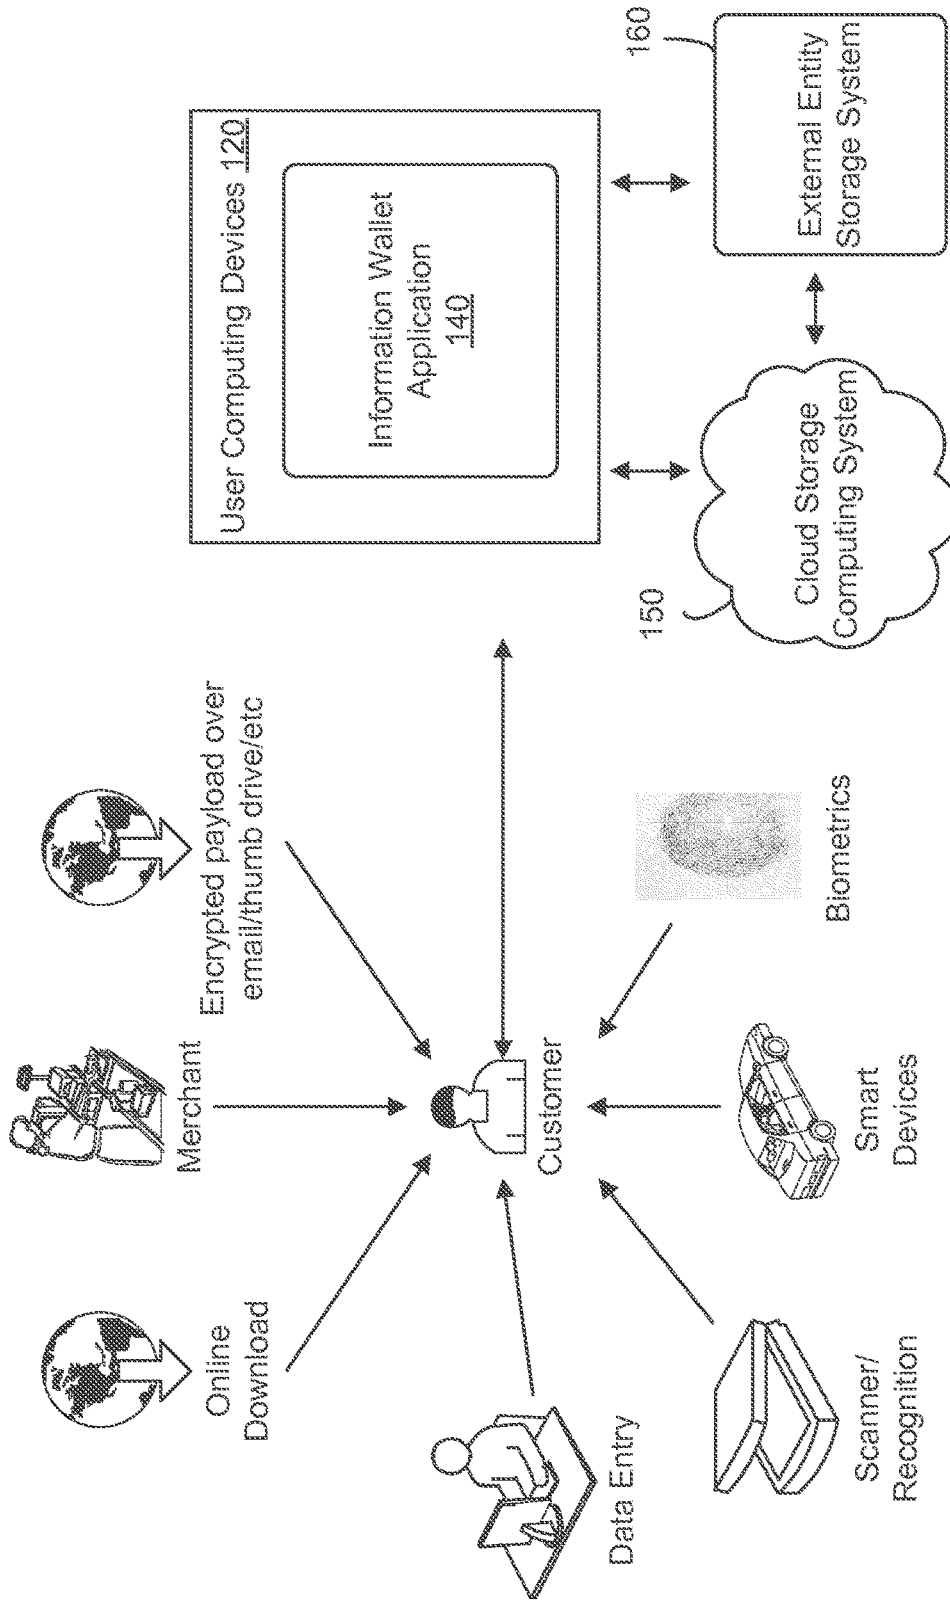 Online
Download
Merchant
Encrypted payload over
email/thumb drive/etc
Data Entry
Customer
Scanner/
Recognition
Smart
Devices
Biometrics
User Computing Devices 120
Information Wallet
Application
140
150
Cloud Storage
Computing System
160
External Entity
Storage System